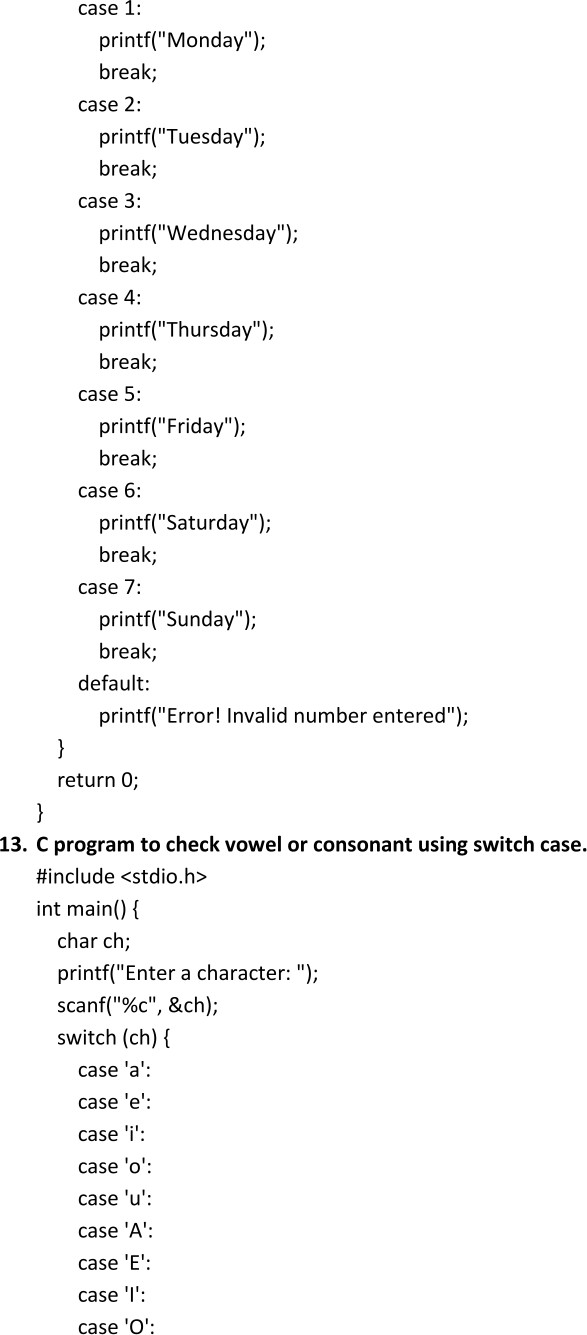 case 1:
printf("Monday");
break;
case 2:
printf("Tuesday");
break;
case 3:
printf("Wednesday");
break;
case 4:
printf("Thursday");
break;
case 5:
printf("Friday");
break;
case 6:
printf("Saturday");
break;
case 7:
printf("Sunday");
break;
default:
printf("Error! Invalid number entered");
}
return 0;
}
13. C program to check vowel or consonant using switch case.
#include <stdio.h>
int main() {
char ch;
printf("Enter a character: ");
scanf("%c", &ch);
switch (ch) {
case 'a':
case 'e':
case 'i':
case 'o':
case 'u':
case 'A':
case 'E':
case 'I':
case 'O':